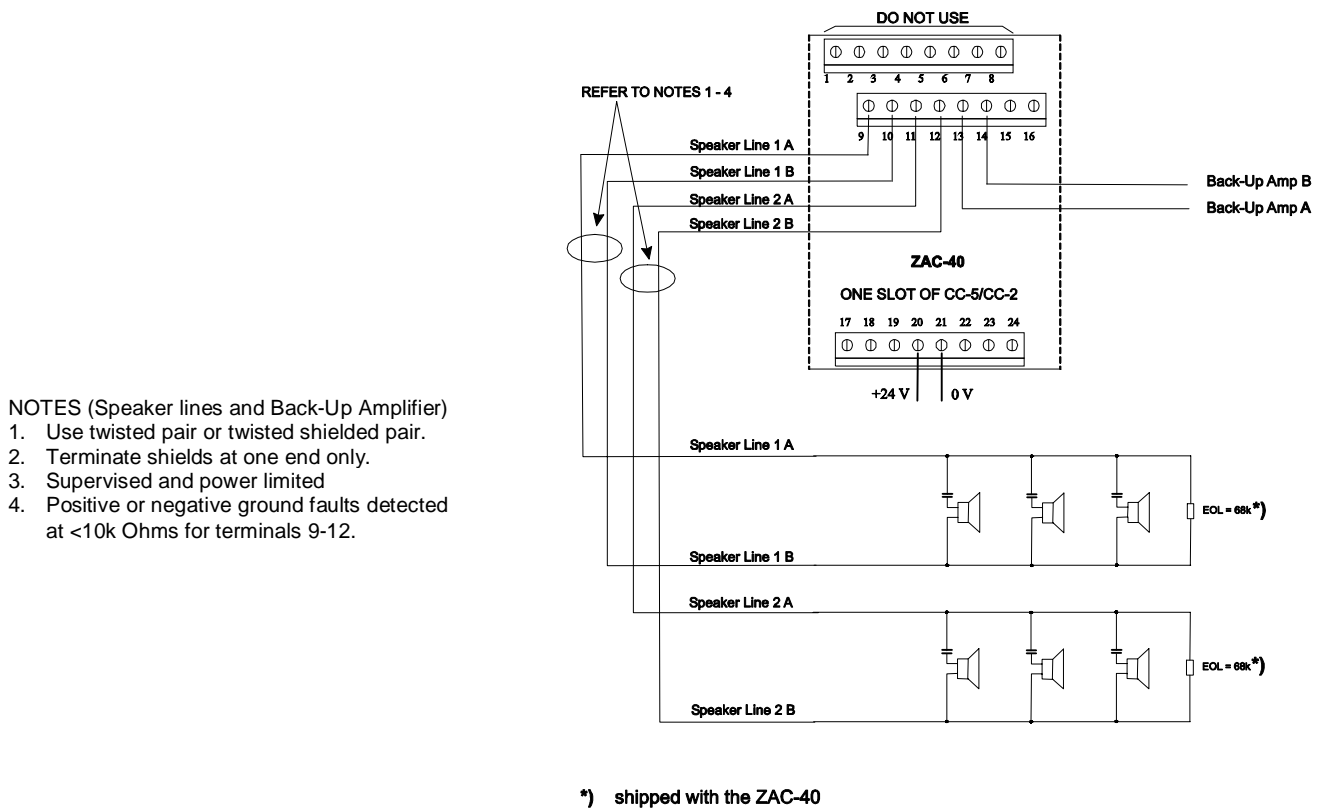 DO NOT USE
1 2 3 4 5 6 7 8
REFER TO NOTES 1 - 4
9 10 11 12 13 14 15 16
Speaker Line 1 A
Speaker Line 1 B
Speaker Line 2 A
Speaker Line 2 B
Back-Up Amp B
Back-Up Amp A
ZAC-40
ONE SLOT OF CC-5/CC-2
17 18 19 20 21 22 23 24
+24 V 0 V
NOTES (Speaker lines and Back-Up Amplifier)
1. Use twisted pair or twisted shielded pair.
2. Terminate shields at one end only.
3. Supervised and power limited
4. Positive or negative ground faults detected
at <10k Ohms for terminals 9-12.
Speaker Line 1 A
EOL = 68k*)
Speaker Line 1 B
Speaker Line 2 A
EOL = 68k*)
Speaker Line 2 B
*) shipped with the ZAC-40